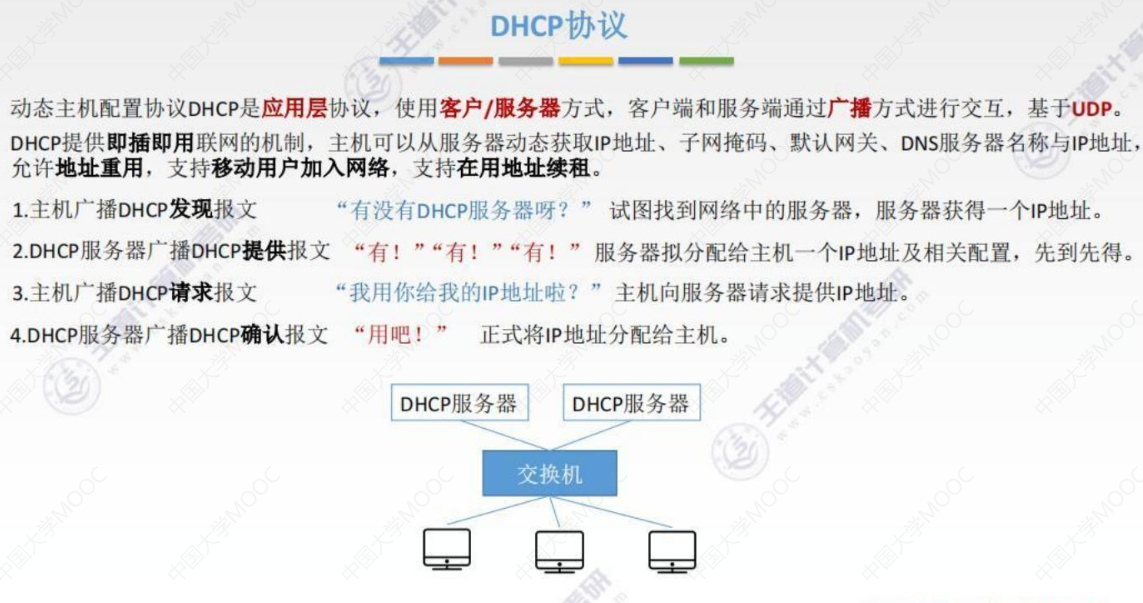 DHCP协议
动态主机配置协议DHCP是应用层协议，使用客户/服务器方式，客户端和服务端通过广播方式进行交互，基于UDP。
DHCP提供即插即用联网的机制，主机可以从服务器动态获取IP地址、子网掩码、默认网关、DNS服务器名称与IP地址，
允许地址重用，支持移动用户加入网络，支持在用地址续租。
1.主机广播DHCP发现报文 “有没有DHCP服务器呀？” 试图找到网络中的服务器，服务器获得一个IP地址。
2.DHCP服务器广播DHCP提供报文 “有！”“有！”“有！” 服务器拟分配给主机一个IP地址及相关配置，先到先得。
3.主机广播DHCP请求报文 “我用你给我的IP地址啦？” 主机向服务器请求提供IP地址。
4.DHCP服务器广播DHCP确认报文 “用吧！” 正式将IP地址分配给主机。
DHCP服务器 DHCP服务器
交换机
王道计算机考研
www.cskaoyan.com
中国大学MOOC